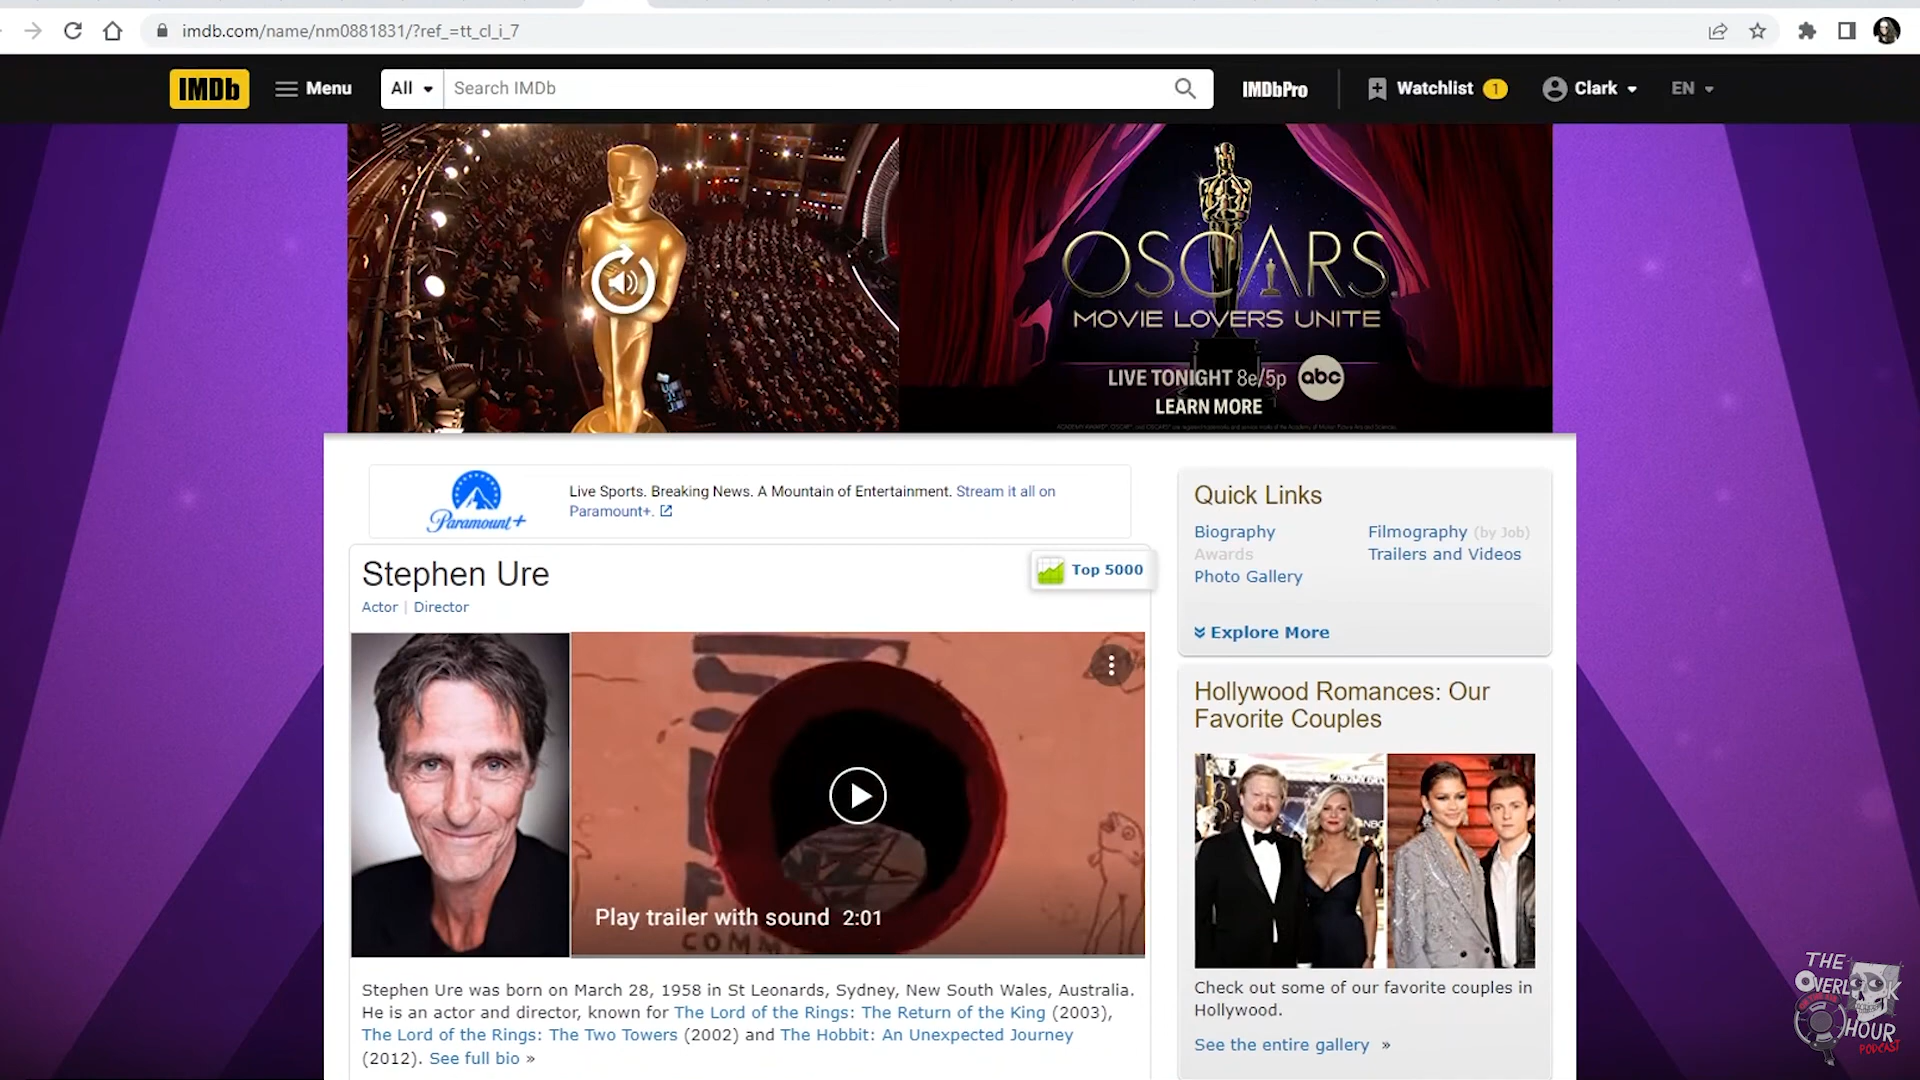 imdb.com/name/nm0881831/?ref_=tt_cl_i_7
IMDb
Menu
All
Search IMDb
IMDbPro
Watchlist 1
Clark
EN
OSCARS
MOVIE LOVERS UNITE
LIVE TONIGHT 8e/5p abc
LEARN MORE
Paramount+
Live Sports. Breaking News. A Mountain of Entertainment. Stream it all on
Paramount+.
Stephen Ure
Top 5000
Actor | Director
Play trailer with sound 2:01
COMM
Stephen Ure was born on March 28, 1958 in St Leonards, Sydney, New South Wales, Australia.
He is an actor and director, known for The Lord of the Rings: The Return of the King (2003),
The Lord of the Rings: The Two Towers (2002) and The Hobbit: An Unexpected Journey
(2012). See full bio »
Quick Links
Biography
Filmography (by Job)
Awards
Trailers and Videos
Photo Gallery
Explore More
Hollywood Romances: Our
Favorite Couples
Check out some of our favorite couples in
Hollywood.
See the entire gallery »
THE
OVERLOOK
HOUR
PODCAST